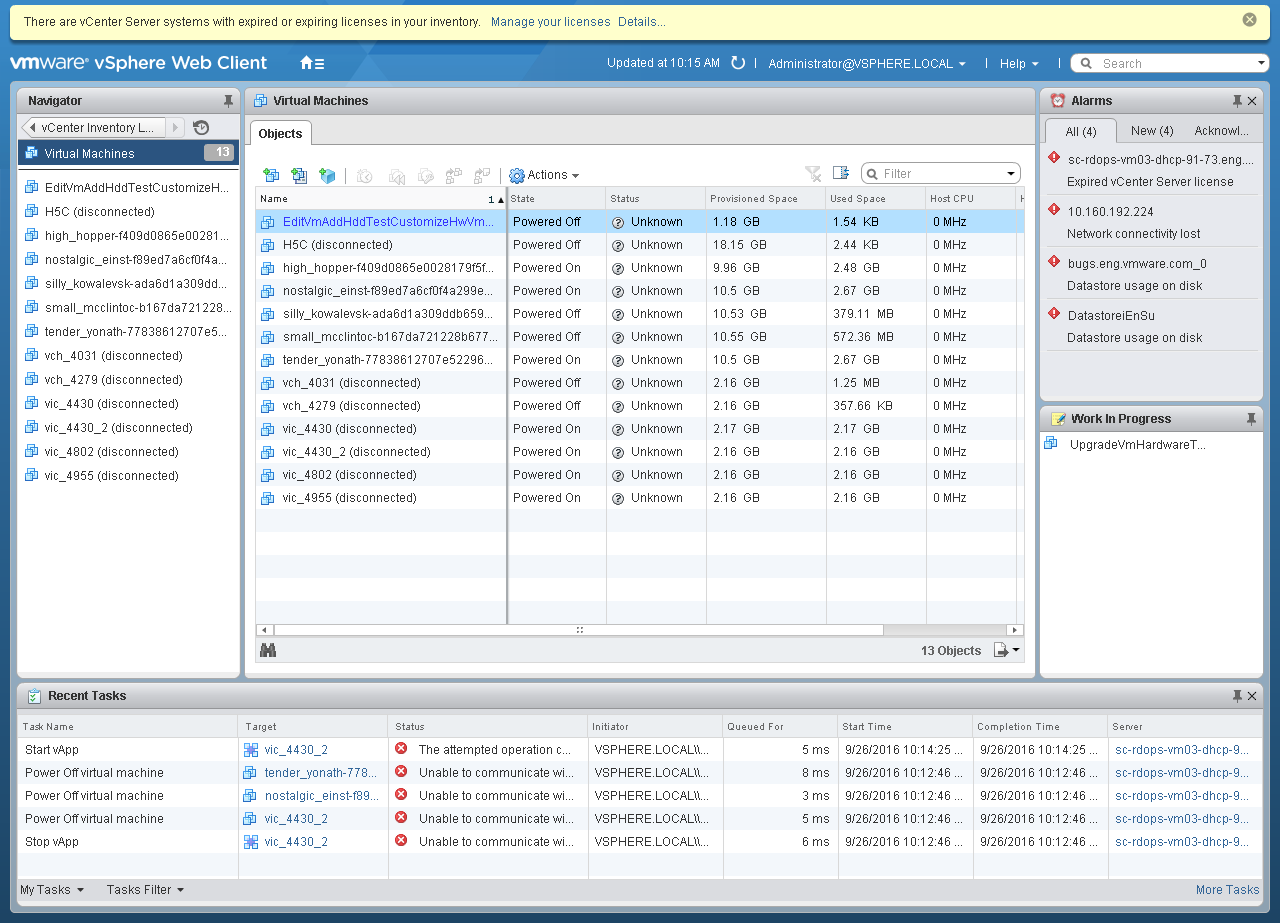 There are vCenter Server systems with expired or expiring licenses in your inventory. Manage your licenses Details...
vmware® vSphere Web Client
Updated at 10:15 AM | Administrator@VSPHERE.LOCAL | Help | Search
Navigator
vCenter Inventory L...
Virtual Machines 13
EditVmAddHddTestCustomizeH...
H5C (disconnected)
high_hopper-f409d0865e00281...
nostalgic_einst-f89ed7a6cf0f4a...
silly_kowalevsk-ada6d1a309dd...
small_mcclintoc-b167da721228...
tender_yonath-77838612707e5...
vch_4031 (disconnected)
vch_4279 (disconnected)
vic_4430 (disconnected)
vic_4430_2 (disconnected)
vic_4802 (disconnected)
vic_4955 (disconnected)
Virtual Machines
Objects
Actions
Filter
Name 1 State Status Provisioned Space Used Space Host CPU H
EditVmAddHddTestCustomizeHwVm... Powered Off Unknown 1.18 GB 1.54 KB 0 MHz
H5C (disconnected) Powered Off Unknown 18.15 GB 2.44 KB 0 MHz
high_hopper-f409d0865e0028179f5f... Powered On Unknown 9.96 GB 2.48 GB 0 MHz
nostalgic_einst-f89ed7a6cf0f4a299e... Powered On Unknown 10.5 GB 2.67 GB 0 MHz
silly_kowalevsk-ada6d1a309ddb659... Powered On Unknown 10.53 GB 379.11 MB 0 MHz
small_mcclintoc-b167da721228b677... Powered On Unknown 10.55 GB 572.36 MB 0 MHz
tender_yonath-77838612707e52296... Powered On Unknown 10.5 GB 2.67 GB 0 MHz
vch_4031 (disconnected) Powered Off Unknown 2.16 GB 1.25 MB 0 MHz
vch_4279 (disconnected) Powered Off Unknown 2.16 GB 357.66 KB 0 MHz
vic_4430 (disconnected) Powered On Unknown 2.17 GB 2.17 GB 0 MHz
vic_4430_2 (disconnected) Powered On Unknown 2.16 GB 2.16 GB 0 MHz
vic_4802 (disconnected) Powered On Unknown 2.16 GB 2.16 GB 0 MHz
vic_4955 (disconnected) Powered On Unknown 2.16 GB 2.16 GB 0 MHz
13 Objects
Alarms
All (4) New (4) Acknowl...
sc-rdops-vm03-dhcp-91-73.eng....
Expired vCenter Server license
10.160.192.224
Network connectivity lost
bugs.eng.vmware.com_0
Datastore usage on disk
DatastoreiEnSu
Datastore usage on disk
Work In Progress
UpgradeVmHardwareT...
Recent Tasks
Task Name Target Status Initiator Queued For Start Time Completion Time Server
Start vApp vic_4430_2 The attempted operation c... VSPHERE.LOCAL\\... 5 ms 9/26/2016 10:14:25 ... 9/26/2016 10:14:25 ... sc-rdops-vm03-dhcp-9...
Power Off virtual machine tender_yonath-778... Unable to communicate wi... VSPHERE.LOCAL\\... 8 ms 9/26/2016 10:12:46 ... 9/26/2016 10:12:46 ... sc-rdops-vm03-dhcp-9...
Power Off virtual machine nostalgic_einst-f89... Unable to communicate wi... VSPHERE.LOCAL\\... 3 ms 9/26/2016 10:12:46 ... 9/26/2016 10:12:46 ... sc-rdops-vm03-dhcp-9...
Power Off virtual machine vic_4430_2 Unable to communicate wi... VSPHERE.LOCAL\\... 5 ms 9/26/2016 10:12:46 ... 9/26/2016 10:12:46 ... sc-rdops-vm03-dhcp-9...
Stop vApp vic_4430_2 Unable to communicate wi... VSPHERE.LOCAL\\... 6 ms 9/26/2016 10:12:46 ... 9/26/2016 10:12:46 ... sc-rdops-vm03-dhcp-9...
My Tasks Tasks Filter More Tasks